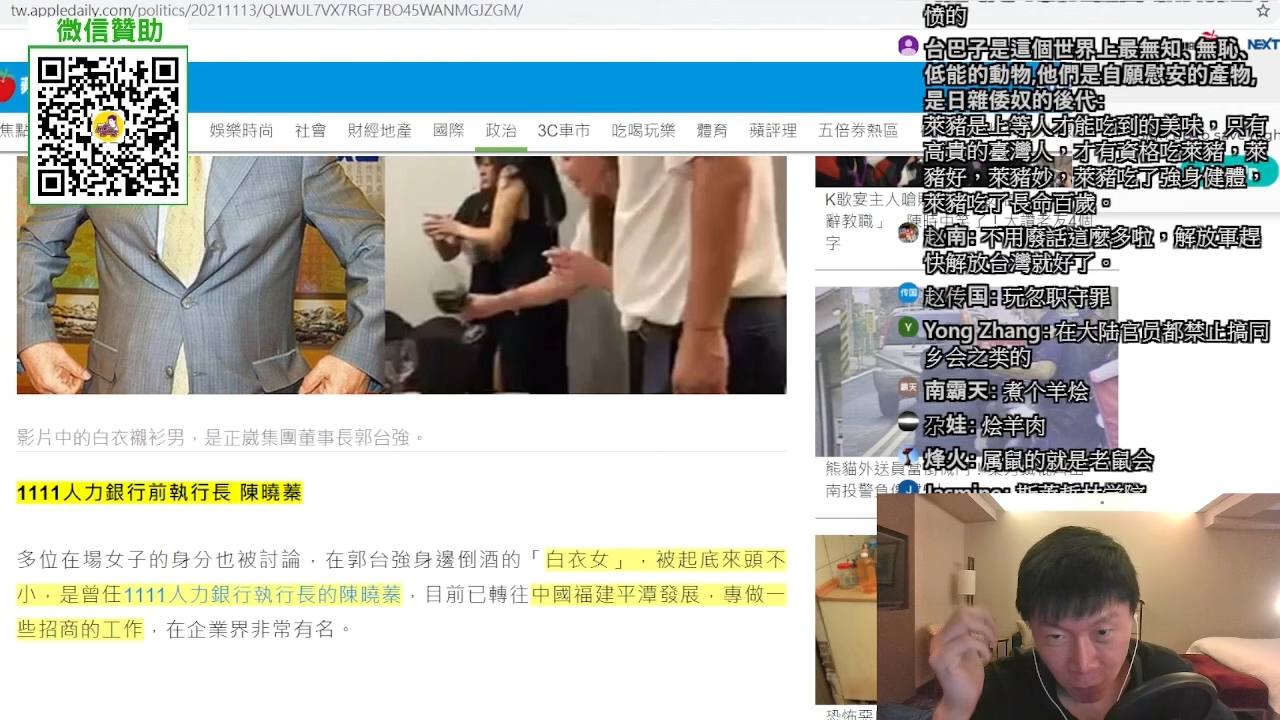 tw.appledaily.com/politics/20211113/QLWUL7VX7RGF7BO45WANMGJZGM/
微信贊助
焦點
娛樂時尚 社會 財經地產 國際 政治 3C車市 吃喝玩樂 體育 蘋評理 五倍券熱區
NEXT
影片中的白衣襯衫男，是正崴集團董事長郭台強。
1111人力銀行前執行長 陳曉蓁
多位在場女子的身分也被討論，在郭台強身邊倒酒的「白衣女」，被起底來頭不
小，是曾任1111人力銀行執行長的陳曉蓁，目前已轉往中國福建平潭發展，專做一
些招商的工作，在企業界非常有名。
K歌宴主人嗆
辭教職」
字
熊貓外送員當街
南投警
愤的
台巴子是這個世界上最無知、無恥、
低能的動物,他們是自願慰安的產物,
是日雜倭奴的後代:
萊豬是上等人才能吃到的美味，只有
高貴的臺灣人，才有資格吃萊豬，萊
豬好，萊豬妙，萊豬吃了強身健體，
萊豬吃了長命百歲。
赵南: 不用廢話這麼多啦，解放軍趕
快解放台灣就好了。
传国
赵传国: 玩忽职守罪
Y
Yong Zhang: 在大陆官员都禁止搞同
乡会之类的
霸天
南霸天: 煮个羊烩
尕娃: 烩羊肉
烽火: 属鼠的就是老鼠会
J
Jasmine: